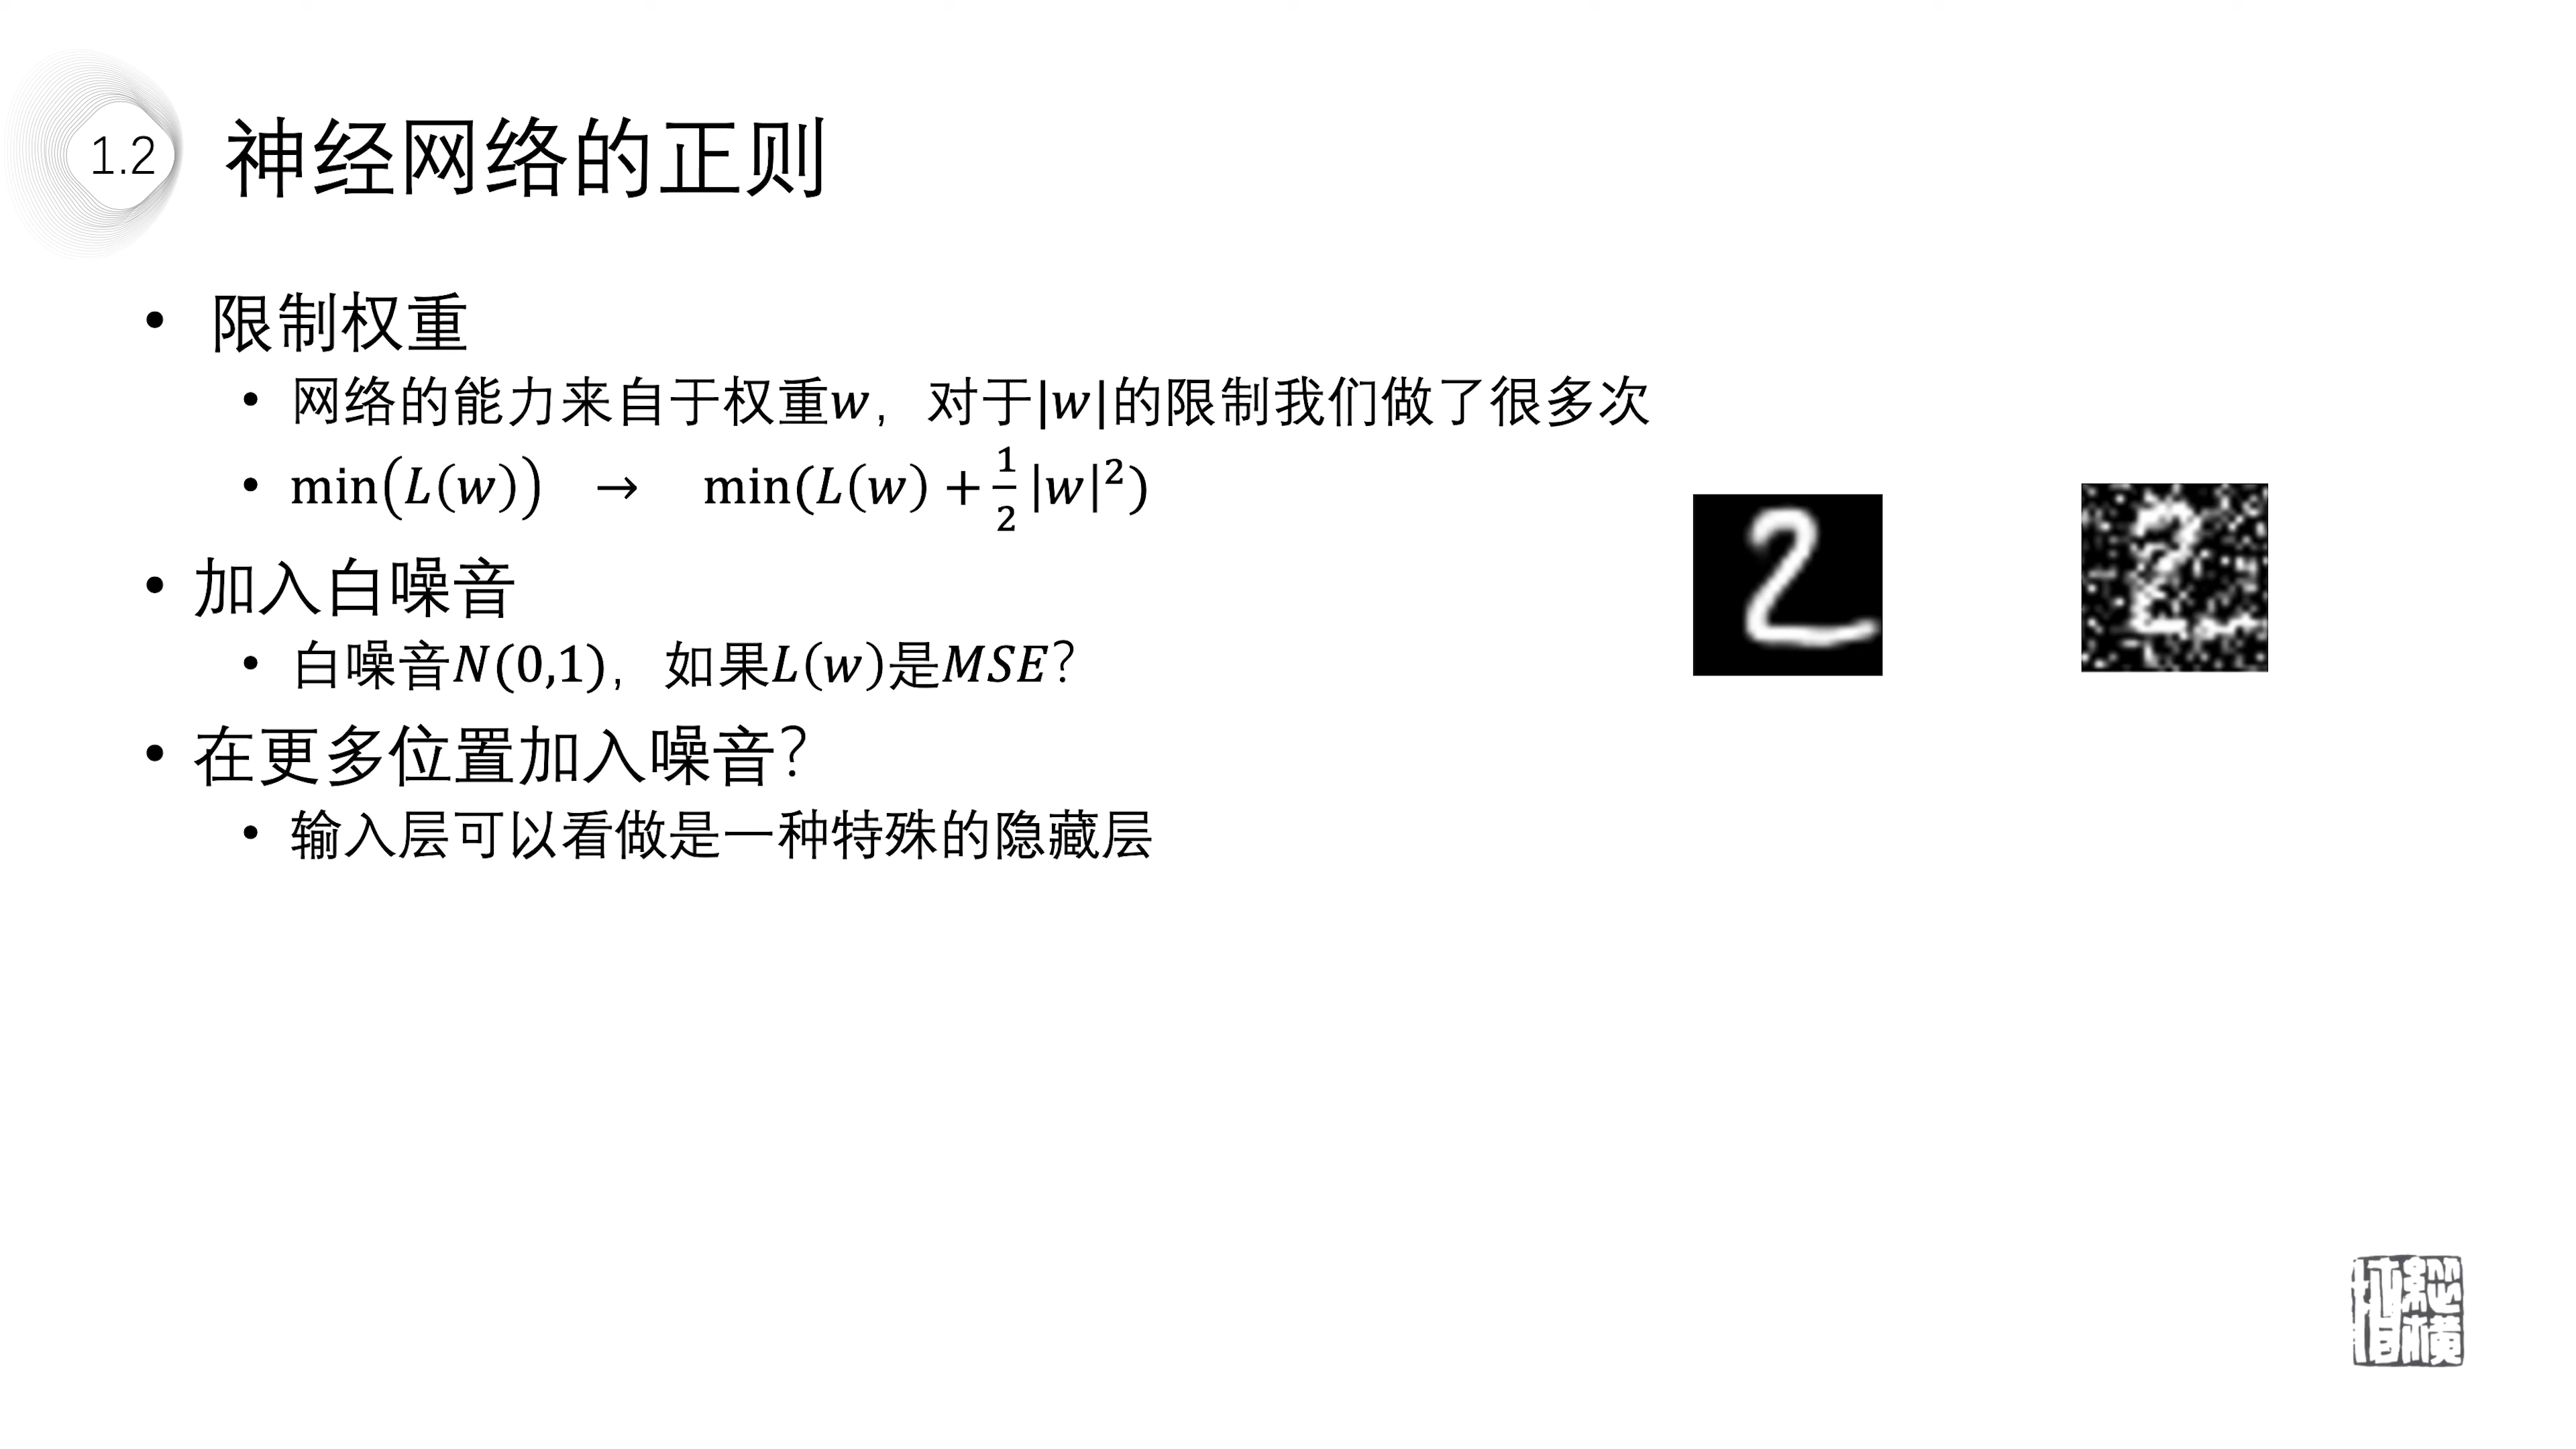 1.2
神经网络的正则
• 限制权重
• 网络的能力来自于权重w，对于|w|的限制我们做了很多次
• min(L(w)) → min(L(w) + 1/2 |w|²)
• 加入白噪音
• 白噪音N(0,1)，如果L(w)是MSE？
2 2
• 在更多位置加入噪音？
• 输入层可以看做是一种特殊的隐藏层